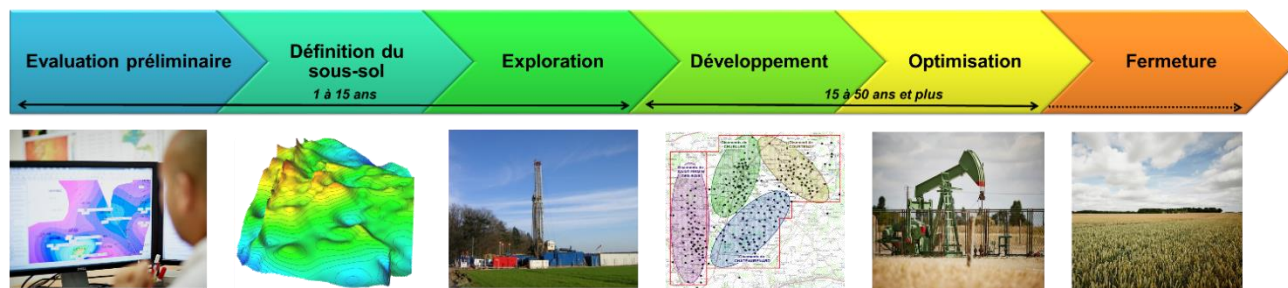 Evaluation préliminaire
Définition du
sous-sol
Exploration
Développement
Optimisation
Fermeture
1 à 15 ans
15 à 50 ans et plus